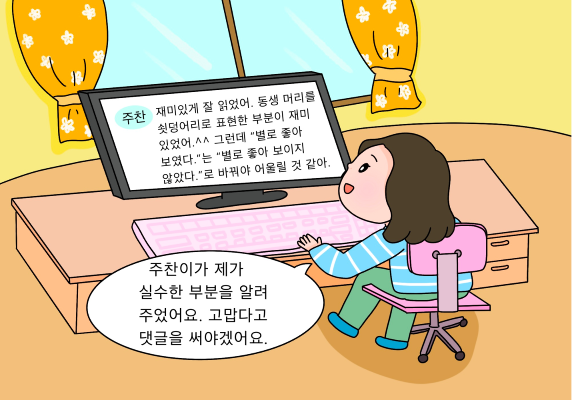 주찬
재미있게 잘 읽었어. 동생 머리를
쇳덩어리로 표현한 부분이 재미
있었어.^^ 그런데 “별로 좋아
보였다.”는 “별로 좋아 보이지
않았다.”로 바꿔야 어울릴 것 같아.
주찬이가 제가
실수한 부분을 알려
주었어요. 고맙다고
댓글을 써야겠어요.